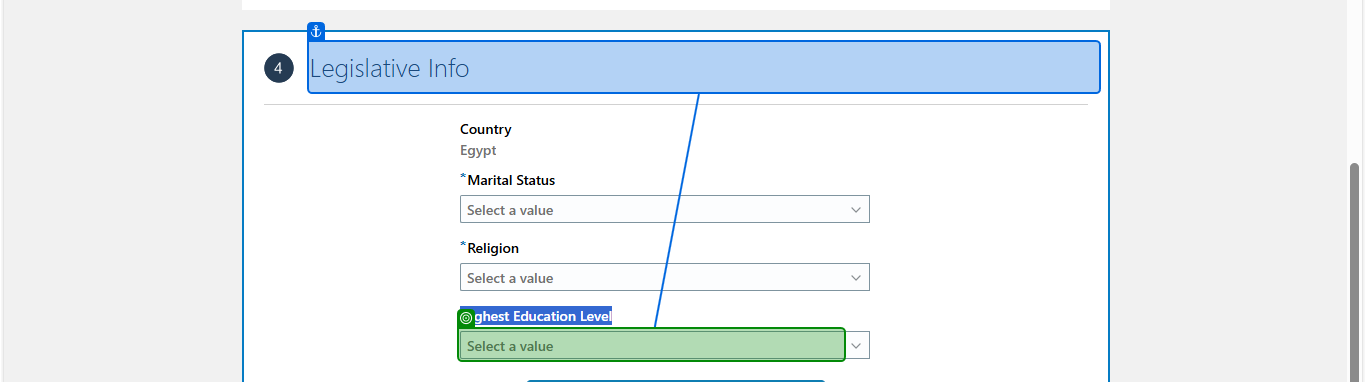 4 Legislative Info
Country
Egypt
*Marital Status
Select a value
*Religion
Select a value
ghest Education Level
Select a value